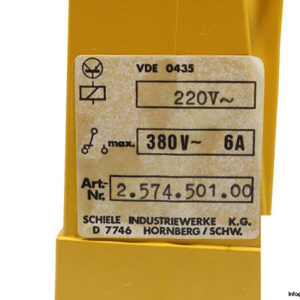 VDE 0435
220V~
max. 380V~ 6A
Art.-
Nr. 2.574.501.00
SCHIELE INDUSTRIEWERKE K.G.
D 7746 HORNBERG/SCHW.